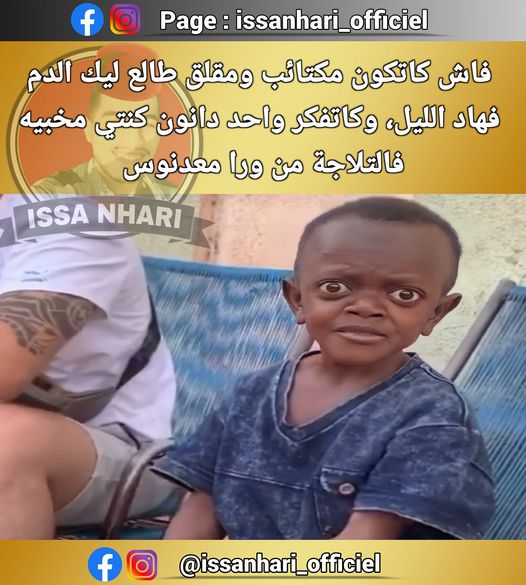 Page : issanhari_officiel
فاش كاتكون مكتائب ومقلق طالع ليك الدم
فهاد الليل، وكاتفكر واحد دانون كنتي مخبيه
فالتلاجة من ورا معدنوس
ISSA NHARI
@issanhari_officiel